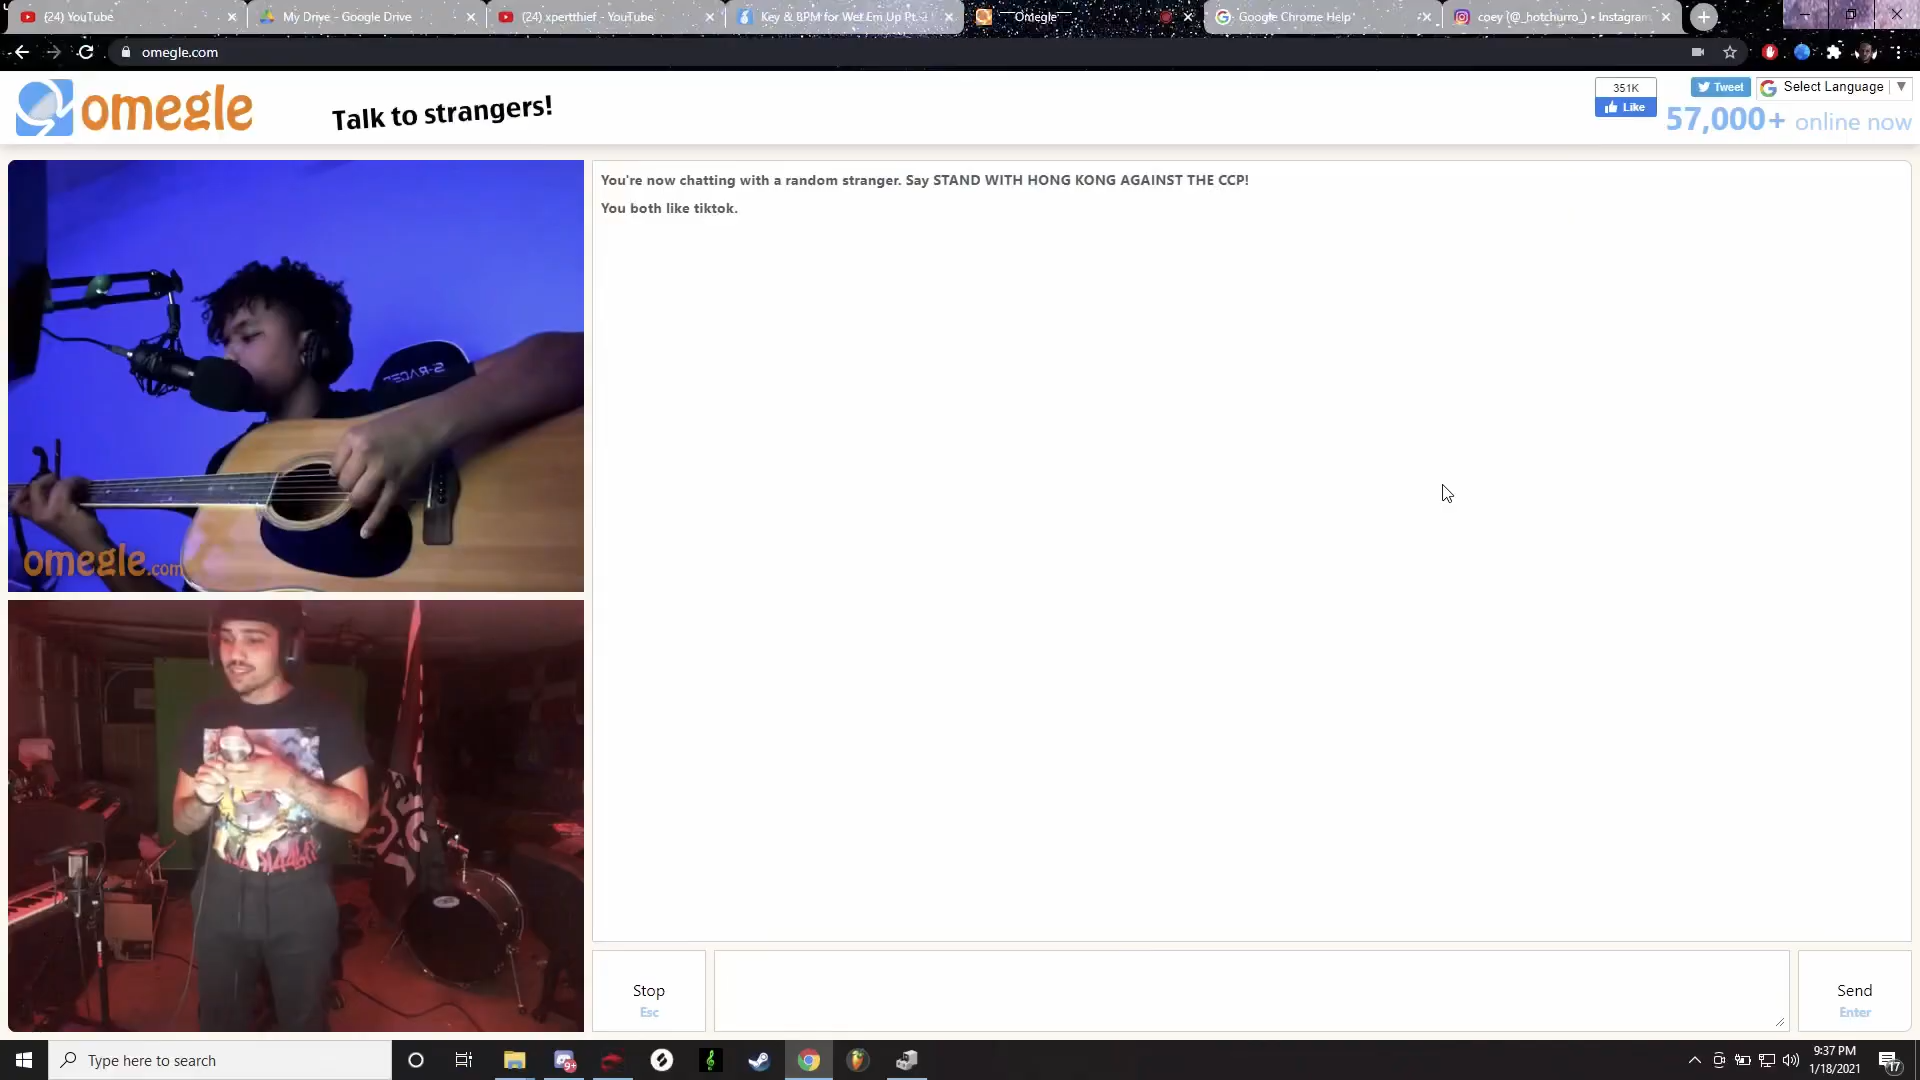 (24) YouTube
My Drive - Google Drive
(24) xpertthief - YouTube
Key & BPM for Wet Em Up Pt. 2
Omegle
Google Chrome Help
coey (@_hotchurro_) • Instagram
omegle.com
omegle
Talk to strangers!
351K
Like
Tweet
Select Language
57,000+ online now
You're now chatting with a random stranger. Say STAND WITH HONG KONG AGAINST THE CCP!
You both like tiktok.
S-RACER
omegle.com
Stop
Esc
Send
Enter
Type here to search
9+
9:37 PM
1/18/2021
17